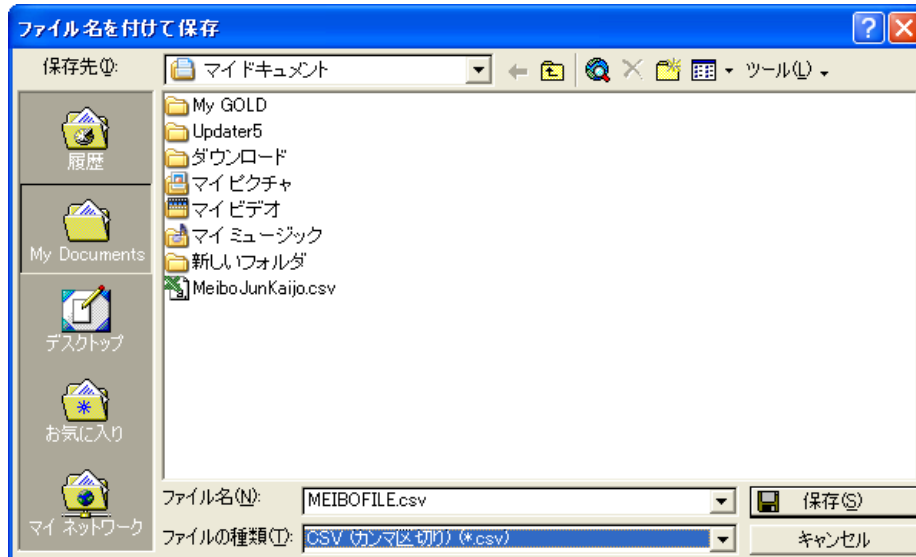 ファイル名を付けて保存
保存先(I):
マイ ドキュメント
ツール(L)
履歴
My Documents
デスクトップ
お気に入り
マイ ネットワーク
My GOLD
Updater5
ダウンロード
マイ ピクチャ
マイ ビデオ
マイ ミュージック
新しいフォルダ
MeiboJunKaijo.csv
ファイル名(N):
MEIBOFILE.csv
保存(S)
ファイルの種類(T):
CSV (カンマ区切り) (*.csv)
キャンセル